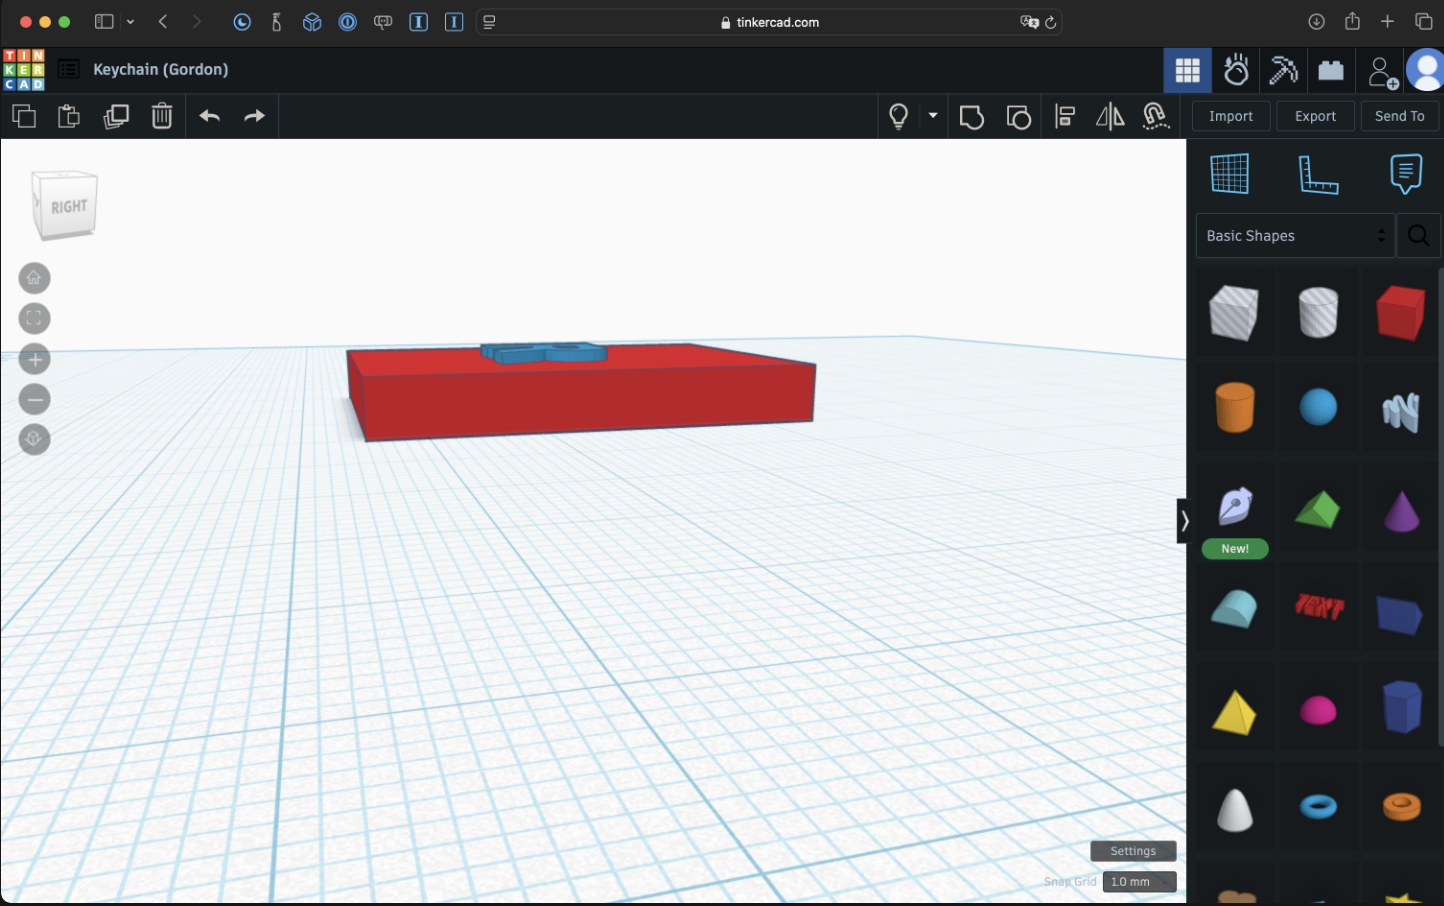 tinkercad.com
TIN
KER
CAD
Keychain (Gordon)
Import
Export
Send To
RIGHT
Basic Shapes
New!
TEXT
Settings
Snap Grid
1.0 mm